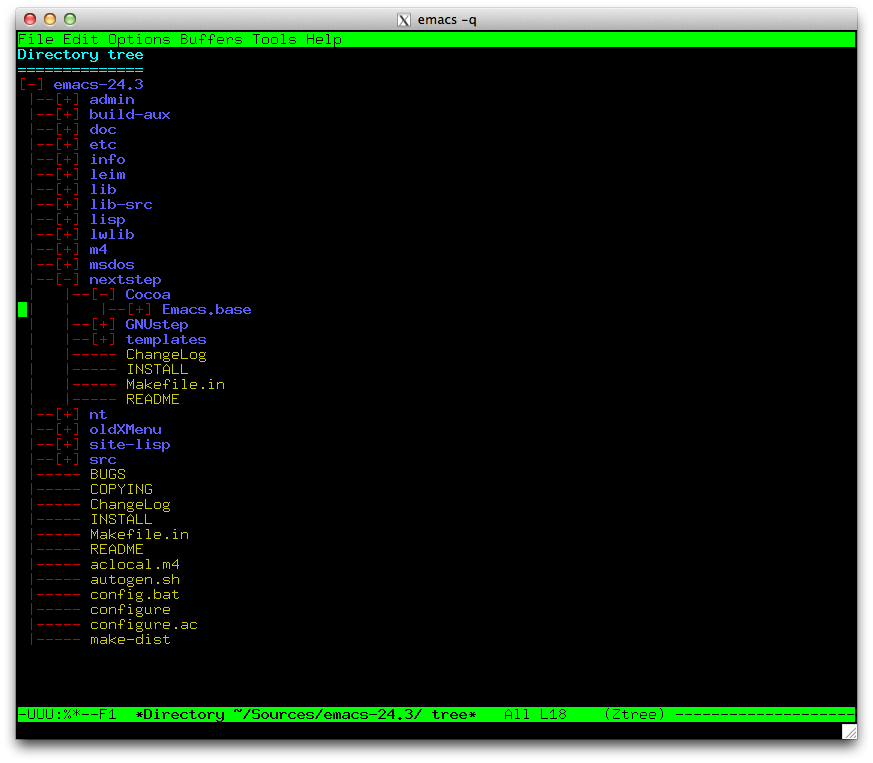 emacs -q
File Edit Options Buffers Tools Help
Directory tree
==============
[-] emacs-24.3
 |--[+] admin
 |--[+] build-aux
 |--[+] doc
 |--[+] etc
 |--[+] info
 |--[+] leim
 |--[+] lib
 |--[+] lib-src
 |--[+] lisp
 |--[+] lwlib
 |--[+] m4
 |--[+] msdos
 |--[-] nextstep
 |   |--[-] Cocoa
 |   |   |--[+] Emacs.base
 |   |--[+] GNUstep
 |   |--[+] templates
 |   |----- ChangeLog
 |   |----- INSTALL
 |   |----- Makefile.in
 |   |----- README
 |--[+] nt
 |--[+] oldXMenu
 |--[+] site-lisp
 |--[+] src
 |----- BUGS
 |----- COPYING
 |----- ChangeLog
 |----- INSTALL
 |----- Makefile.in
 |----- README
 |----- aclocal.m4
 |----- autogen.sh
 |----- config.bat
 |----- configure
 |----- configure.ac
 |----- make-dist
-UUU:%*--F1  *Directory ~/Sources/emacs-24.3/ tree*   All L18    (Ztree) --------------------